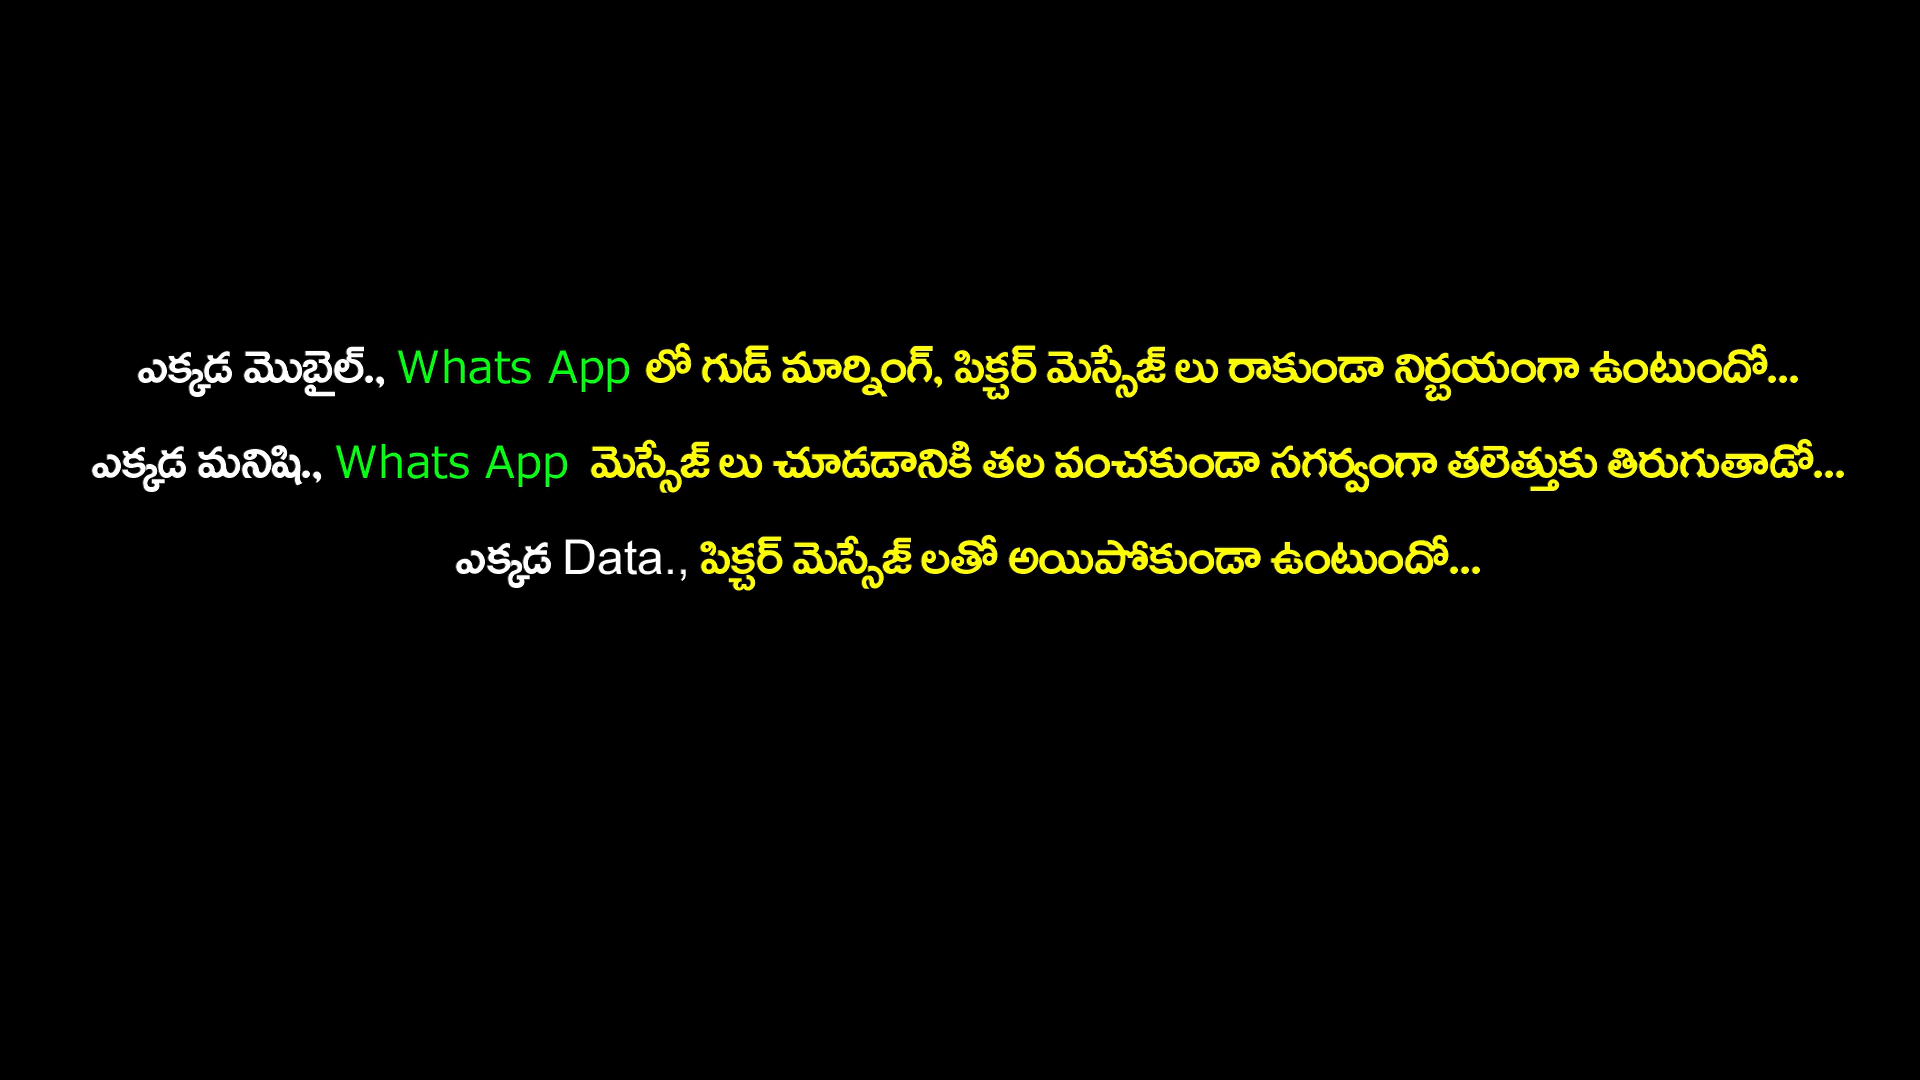 ఎక్కడ మొబైల్., Whats App లో గుడ్ మార్నింగ్, పిక్చర్ మెస్సేజ్ లు రాకుండా నిర్బయంగా ఉంటుందో...
ఎక్కడ మనిషి., Whats App మెస్సేజ్ లు చూడడానికి తల వంచకుండా సగర్వంగా తలెత్తుకు తిరుగుతాడో...
ఎక్కడ Data., పిక్చర్ మెస్సేజ్ లతో అయిపోకుండా ఉంటుందో...